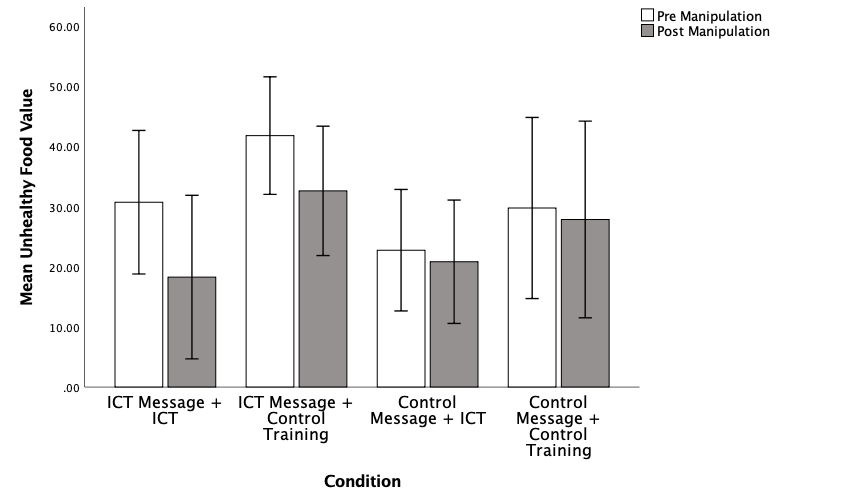 Pre Manipulation
Post Manipulation
60.00
50.00
40.00
30.00
20.00
10.00
.00
Mean Unhealthy Food Value
ICT Message +
ICT
ICT Message +
Control
Training
Control
Message + ICT
Control
Message +
Control
Training
Condition